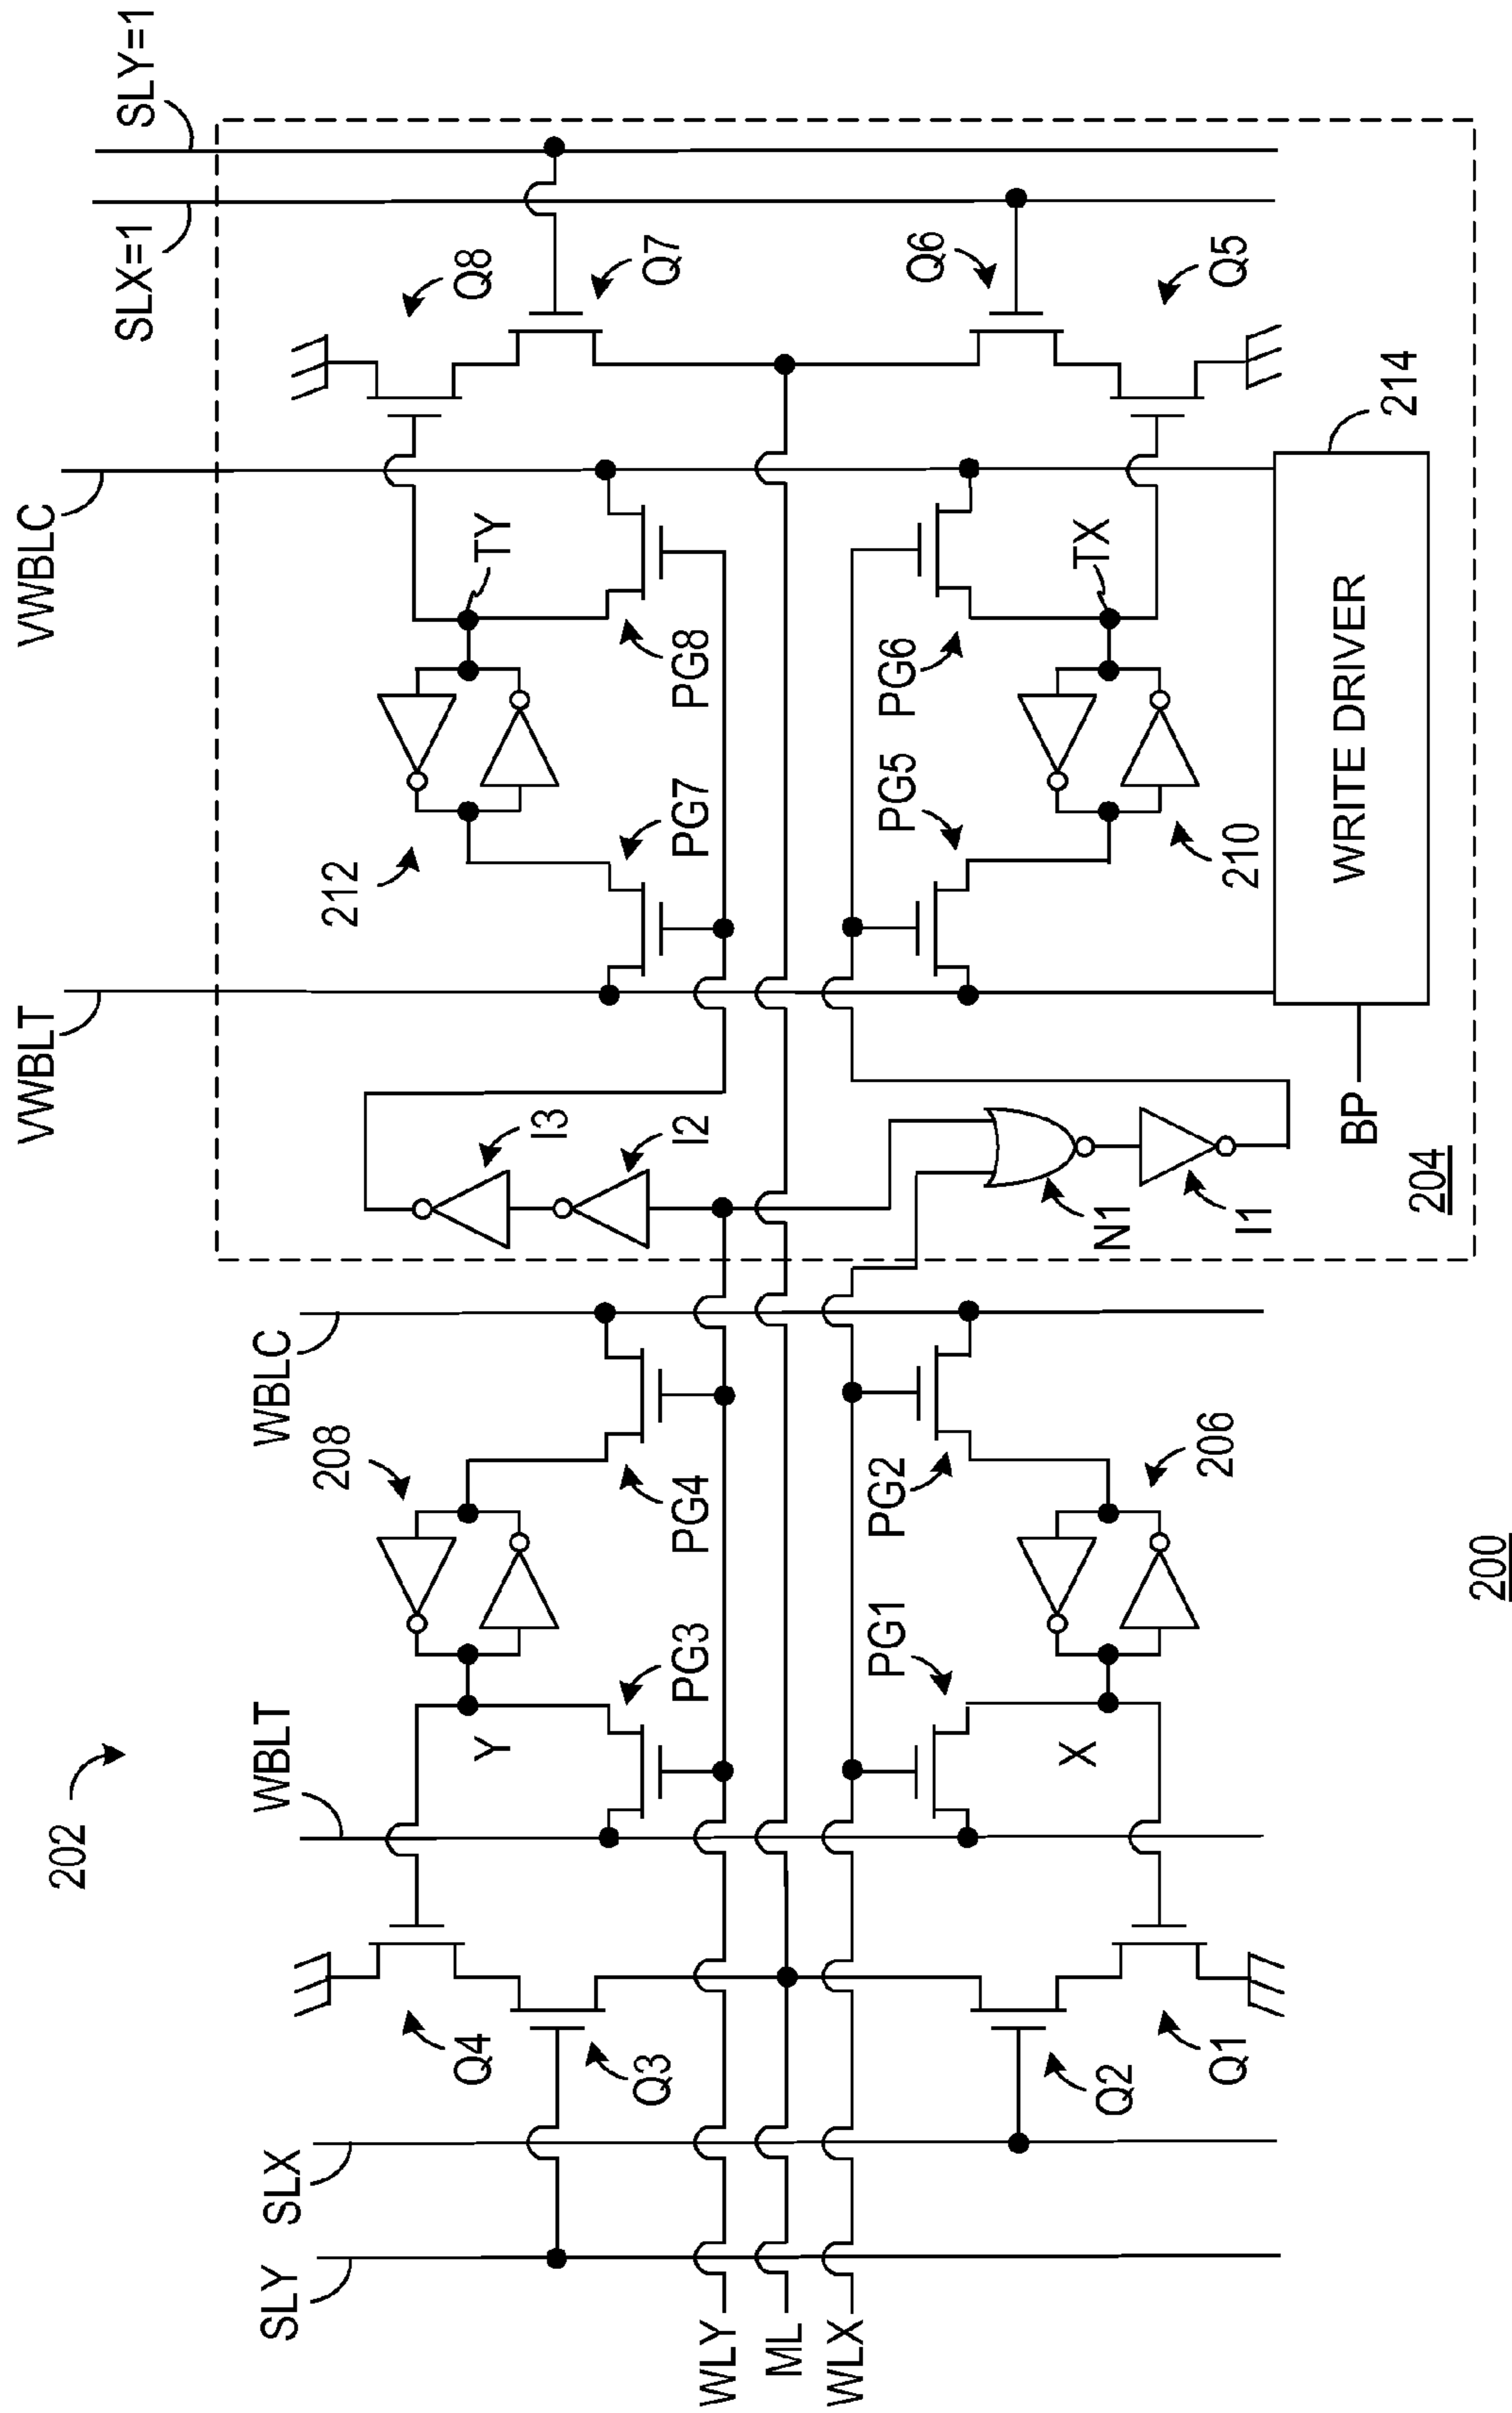 SLX=1
SLY=1
VWBLT
VWBLC
Q8
Q7
Q6
Q5
212
TY
PG7
PG8
PG5
PG6
TX
210
WRITE DRIVER
214
BP
I3
I2
N1
I1
204
202
WBLT
WBLC
208
Y
PG3
PG4
PG1
PG2
X
206
Q4
Q3
Q2
Q1
SLY
SLX
WLY
ML
WLX
200